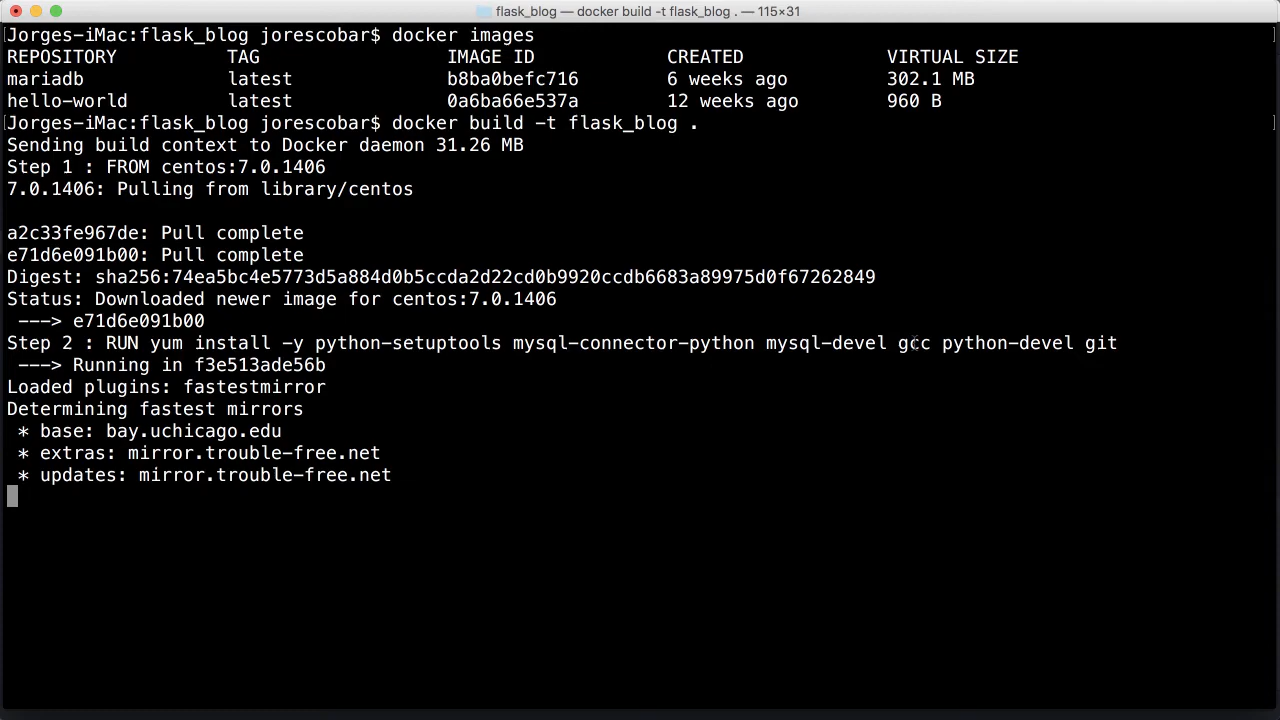 flask_blog — docker build -t flask_blog . — 115×31
Jorges-iMac:flask_blog jorescobar$ docker images
REPOSITORY TAG IMAGE ID CREATED VIRTUAL SIZE
mariadb latest b8ba0befc716 6 weeks ago 302.1 MB
hello-world latest 0a6ba66e537a 12 weeks ago 960 B
Jorges-iMac:flask_blog jorescobar$ docker build -t flask_blog .
Sending build context to Docker daemon 31.26 MB
Step 1 : FROM centos:7.0.1406
7.0.1406: Pulling from library/centos
a2c33fe967de: Pull complete
e71d6e091b00: Pull complete
Digest: sha256:74ea5bc4e5773d5a884d0b5ccda2d22cd0b9920ccdb6683a89975d0f67262849
Status: Downloaded newer image for centos:7.0.1406
---> e71d6e091b00
Step 2 : RUN yum install -y python-setuptools mysql-connector-python mysql-devel gcc python-devel git
---> Running in f3e513ade56b
Loaded plugins: fastestmirror
Determining fastest mirrors
* base: bay.uchicago.edu
* extras: mirror.trouble-free.net
* updates: mirror.trouble-free.net